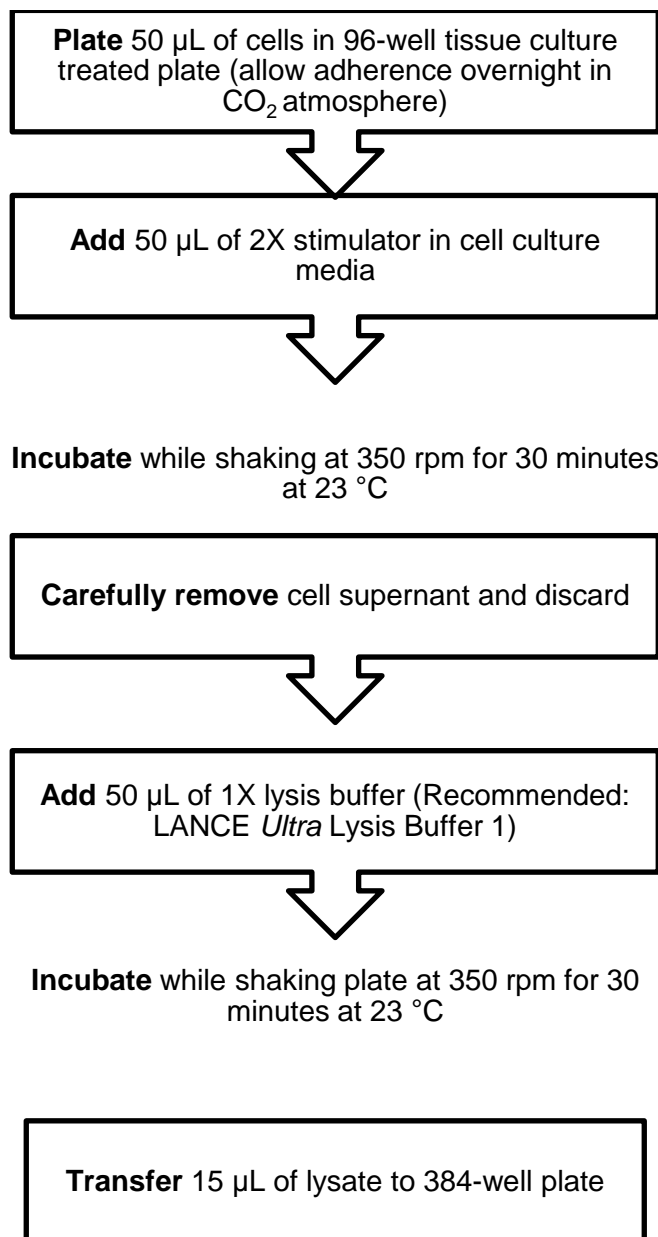 Plate 50 µL of cells in 96-well tissue culture
treated plate (allow adherence overnight in
CO₂ atmosphere)
Add 50 µL of 2X stimulator in cell culture
media
Incubate while shaking at 350 rpm for 30 minutes
at 23 °C
Carefully remove cell supernant and discard
Add 50 µL of 1X lysis buffer (Recommended:
LANCE Ultra Lysis Buffer 1)
Incubate while shaking plate at 350 rpm for 30
minutes at 23 °C
Transfer 15 µL of lysate to 384-well plate